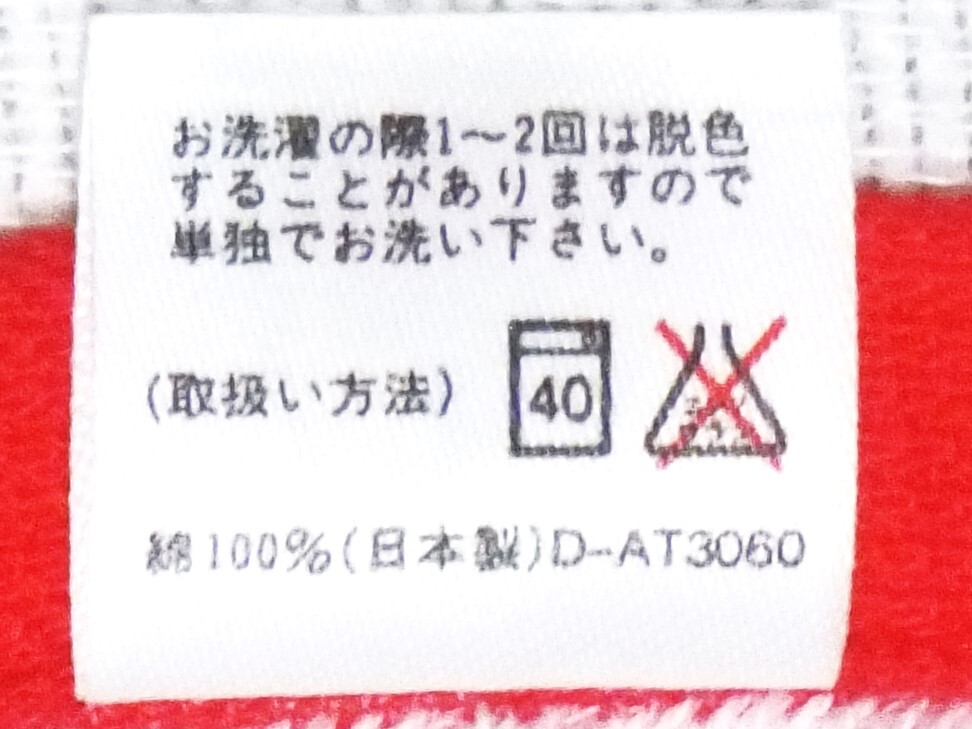 お洗濯の際1〜2回は脱色
することがありますので
単独でお洗い下さい。
(取扱い方法) 40
綿100%(日本製)D-AT3060